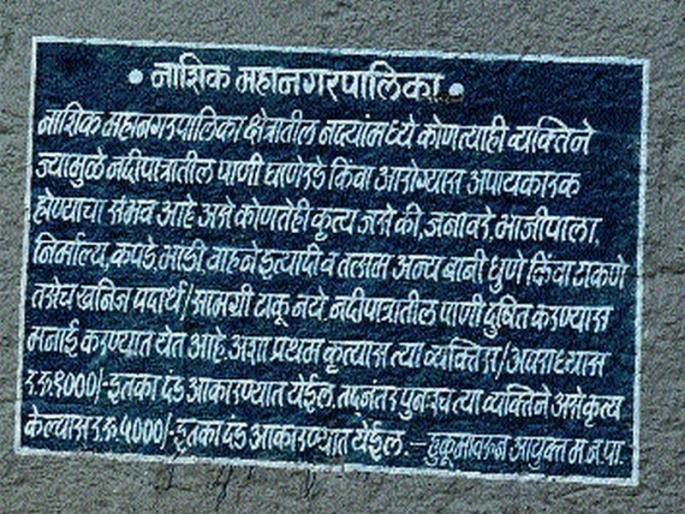 • नाशिक महानगरपालिका •
नाशिक महानगरपालिका क्षेत्रातील नद्यांमध्ये कोणत्याही व्यक्तिने
ज्यामुळे नदीपात्रातील पाणी घाणेरडे किंवा आरोग्यास अपायकारक
होण्याचा संभव आहे असे कोणतेही कृत्य जसे की, जनावरे, भाजीपाला,
निर्माल्य, कपडे, भांडी, वाहने इत्यादी व तत्सम अन्य बाबी धुणे किंवा टाकणे
तसेच खनिज पदार्थ/सामग्री टाकू नये. नदीपात्रातील पाणी दुषित करण्यास
मनाई करण्यात येत आहे. अशा प्रथम कृत्यास त्या व्यक्तिस/अपराध्यास
र.रू.१०००/-इतका दंड आकारण्यात येईल. तद्नंतर पुनःश्च त्या व्यक्तिने असे कृत्य
केल्यास र.रू.५०००/-इतका दंड आकारण्यात येईल. – हुकूमावरून आयुक्त म.न.पा.